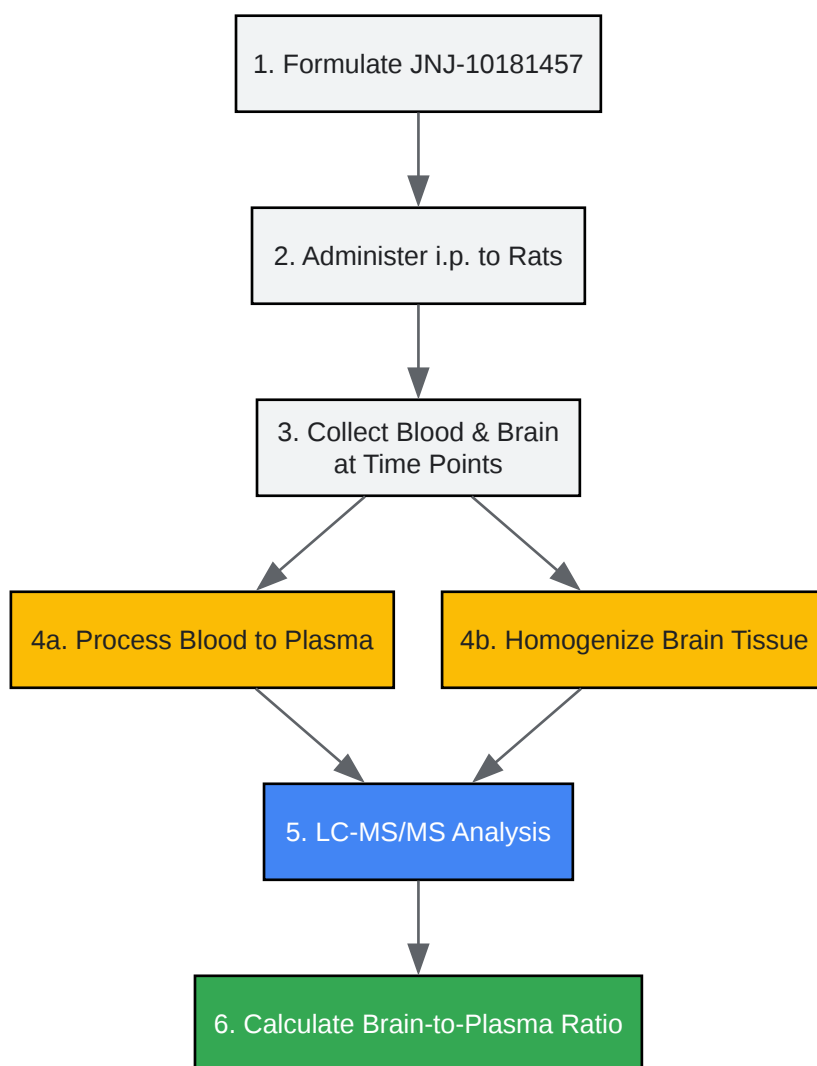 1. Formulate JNJ-10181457
2. Administer i.p. to Rats
3. Collect Blood & Brain
at Time Points
4a. Process Blood to Plasma
4b. Homogenize Brain Tissue
5. LC-MS/MS Analysis
6. Calculate Brain-to-Plasma Ratio